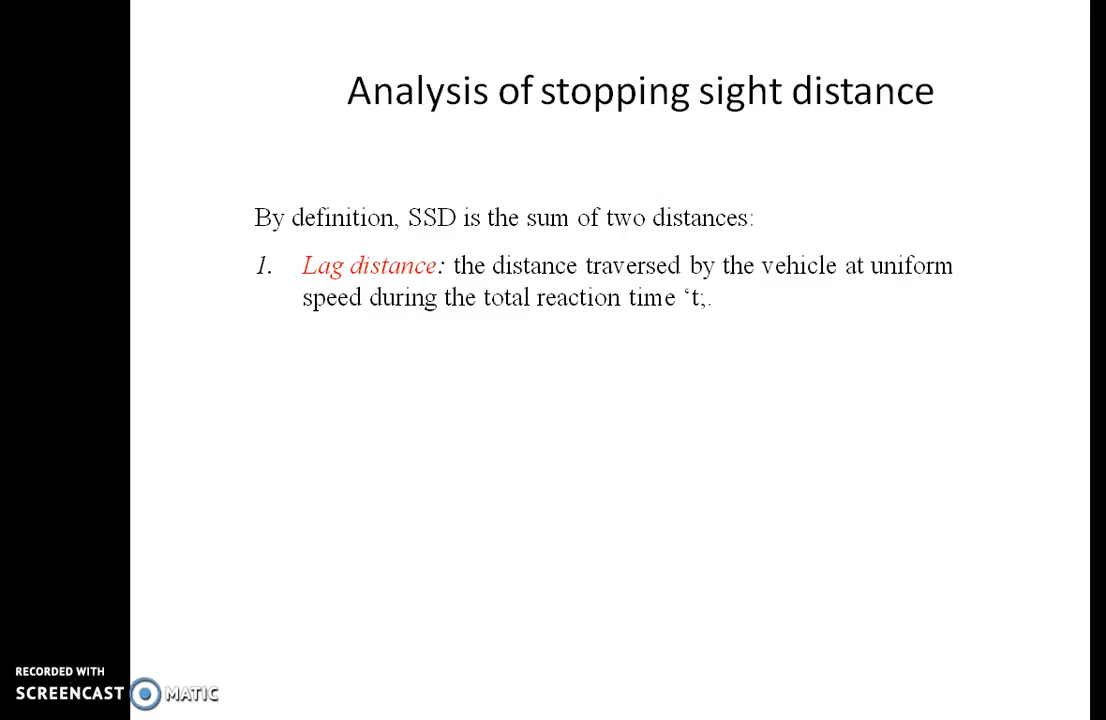 Analysis of stopping sight distance
By definition, SSD is the sum of two distances:
1. Lag distance: the distance traversed by the vehicle at uniform
speed during the total reaction time ‘t;.
RECORDED WITH
SCREENCAST MATIC